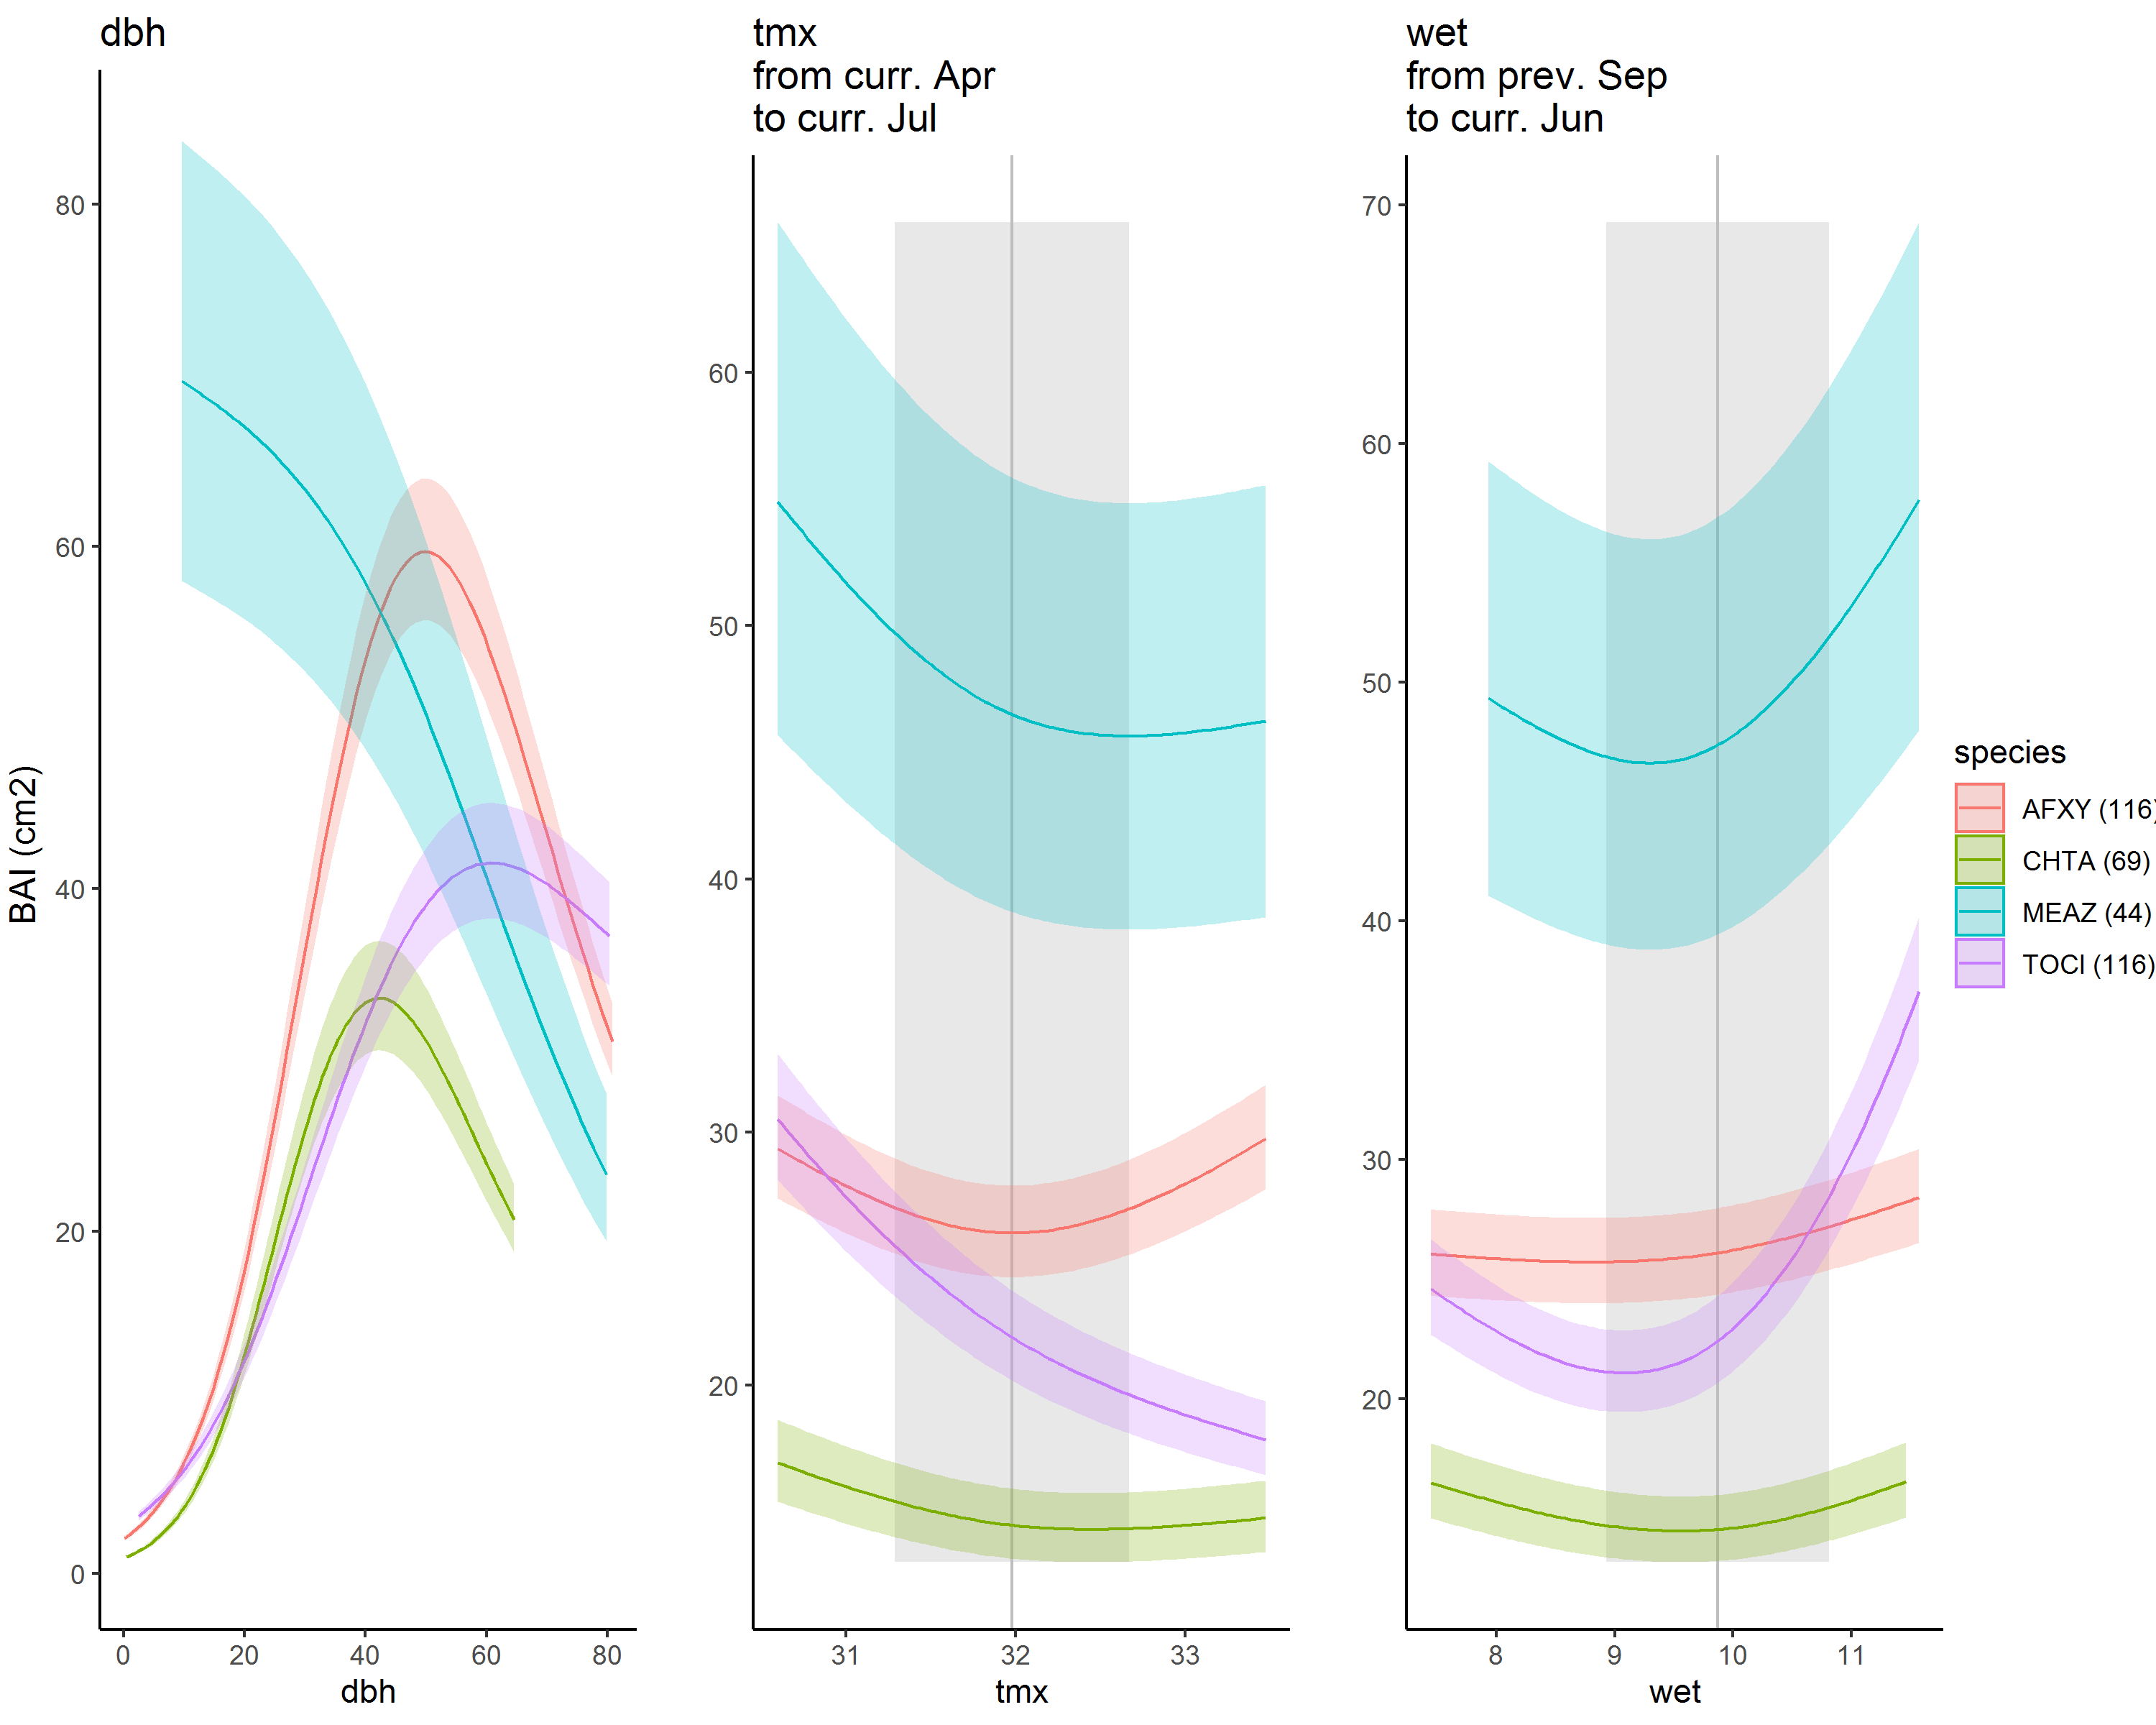 dbh
tmx
from curr. Apr
to curr. Jul
wet
from prev. Sep
to curr. Jun
BAI (cm2)
80
60
40
20
0
0 20 40 60 80
dbh
60
50
40
30
20
31 32 33
tmx
70
60
50
40
30
20
8 9 10 11
wet
species
AFXY (116)
CHTA (69)
MEAZ (44)
TOCI (116)